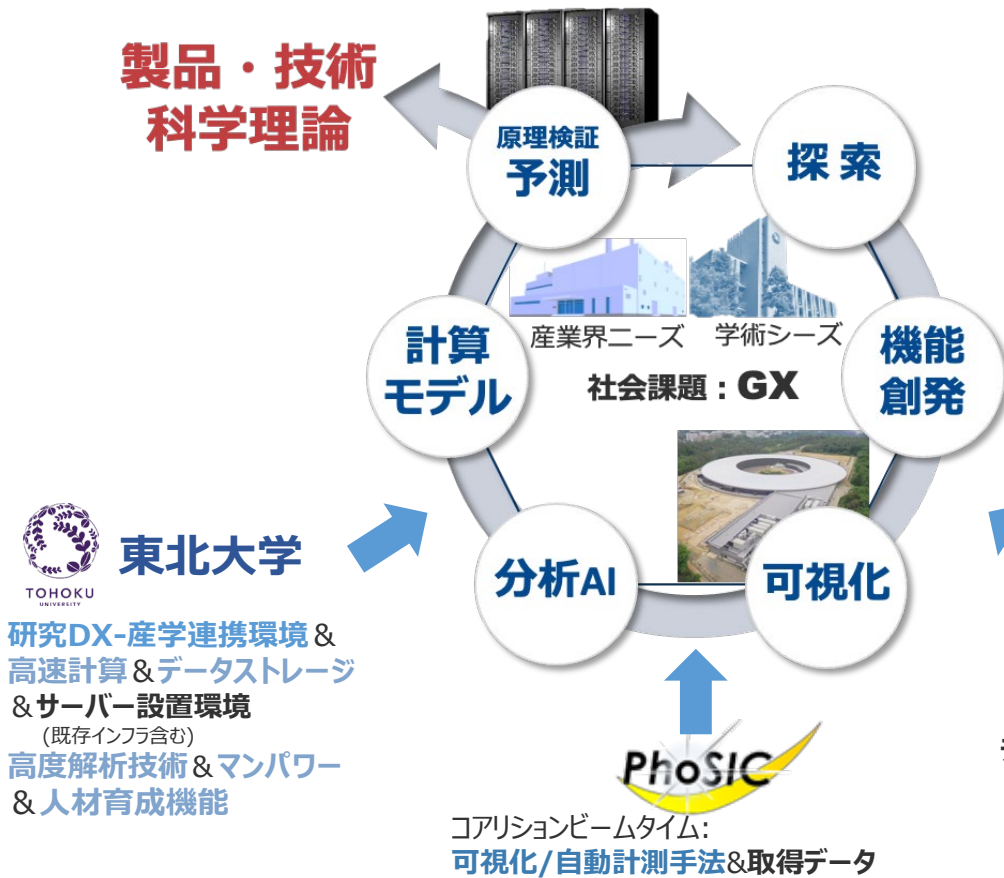 製品・技術
科学理論
原理検証
予測
探索
産業界ニーズ
学術シーズ
計算
モデル
機能
創発
社会課題：GX
分析AI
可視化
TOHOKU
UNIVERSITY
東北大学
研究DX-産学連携環境&
高速計算&データストレージ
&サーバー設置環境
(既存インフラ含む)
高度解析技術&マンパワー
&人材育成機能
PhoSIC
コアリションビームタイム:
可視化/自動計測手法&取得データ